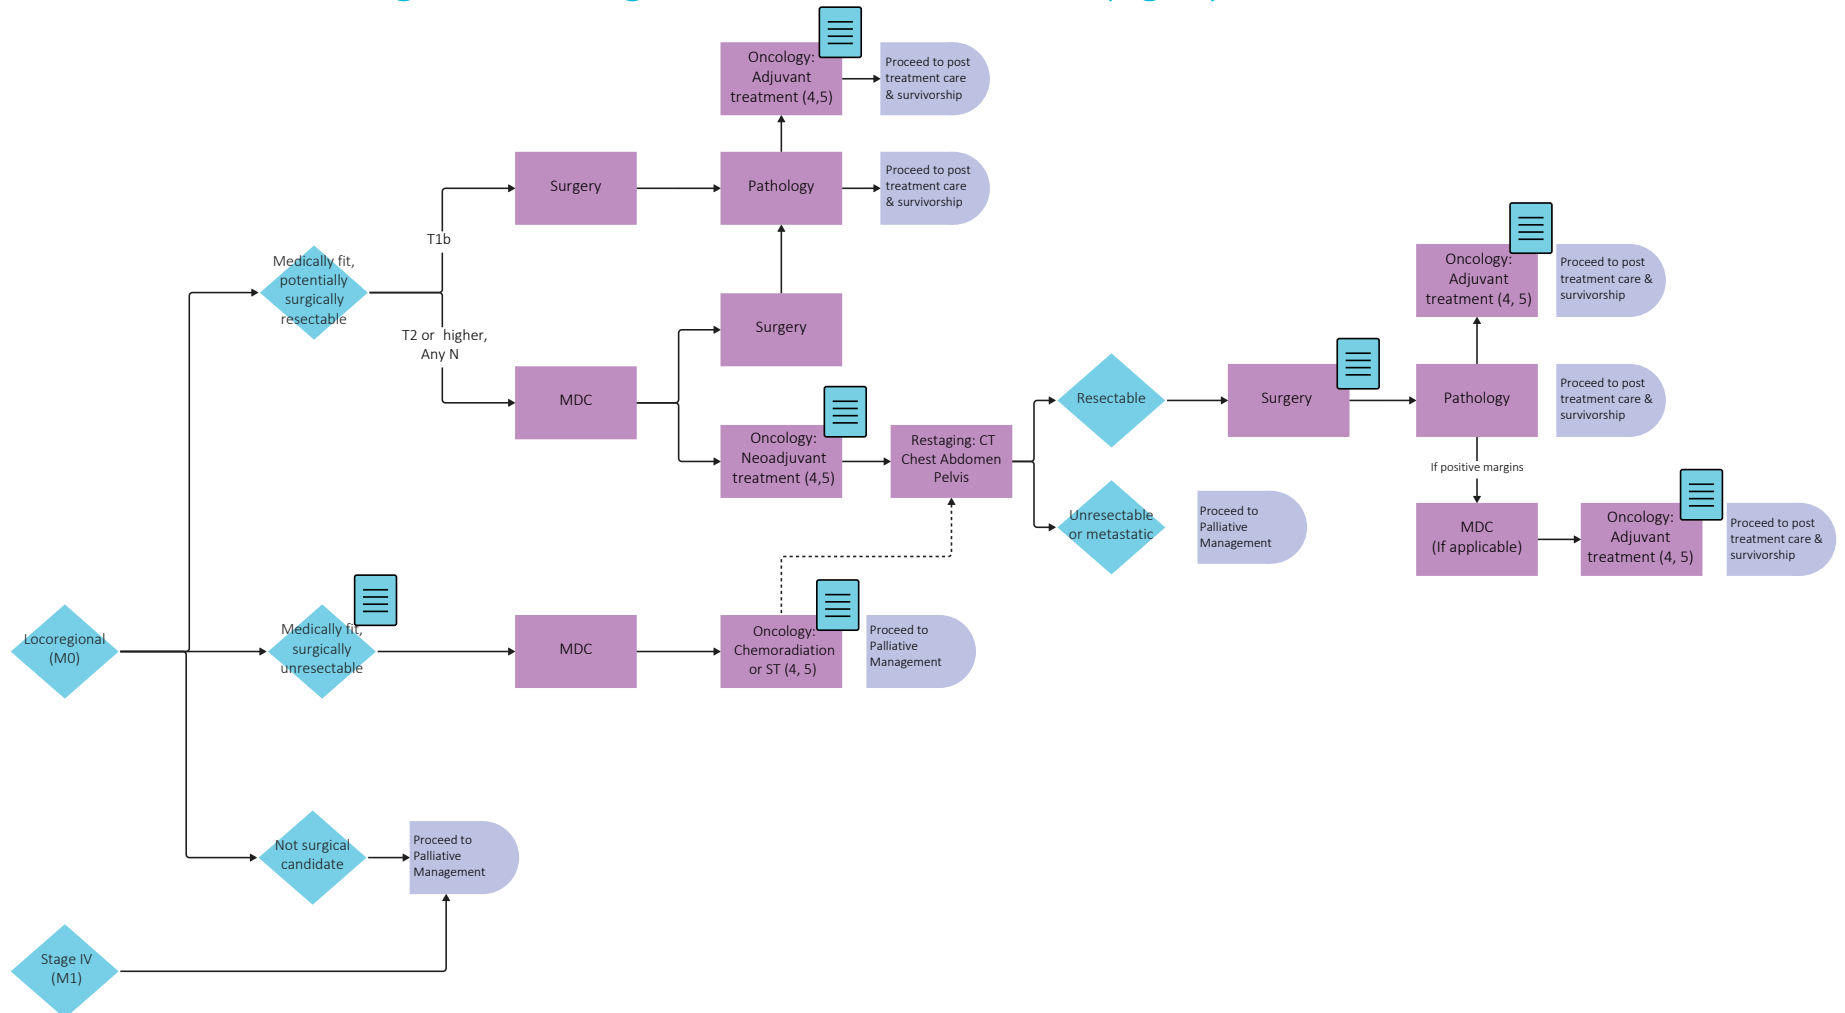 Oncology:
Adjuvant
treatment (4,5)
Proceed to post
treatment care
& survivorship
Surgery
Pathology
Proceed to post
treatment care
& survivorship
T1b
Medically fit,
potentially
surgically
resectable
T2 or higher,
Any N
Surgery
MDC
Oncology:
Neoadjuvant
treatment (4,5)
Restaging: CT
Chest Abdomen
Pelvis
Resectable
Surgery
Oncology:
Adjuvant
treatment (4, 5)
Proceed to post
treatment care &
survivorship
Pathology
Proceed to post
treatment care &
survivorship
If positive margins
MDC
(If applicable)
Oncology:
Adjuvant
treatment (4, 5)
Proceed to post
treatment care &
survivorship
Unresectable
or metastatic
Proceed to
Palliative
Management
Locoregional
(M0)
Medically fit,
surgically
unresectable
MDC
Oncology:
Chemoradiation
or ST (4, 5)
Proceed to
Palliative
Management
Not surgical
candidate
Proceed to
Palliative
Management
Stage IV
(M1)